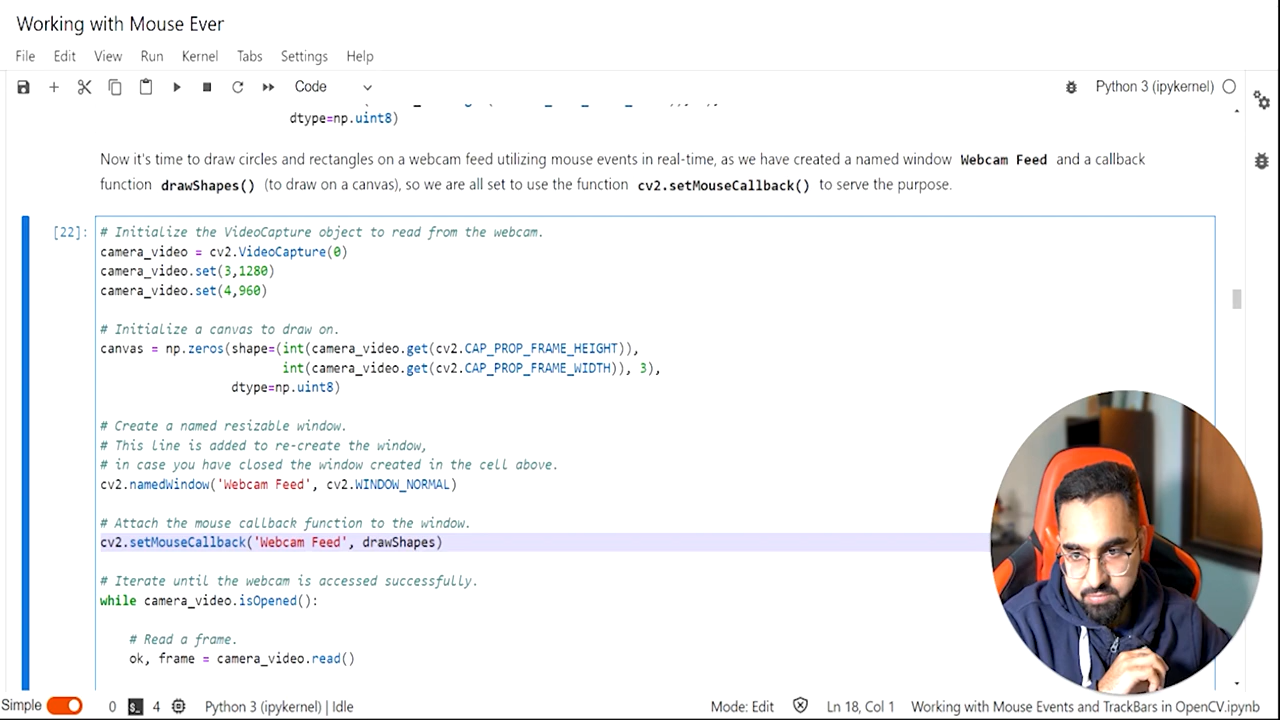 Working with Mouse Ever
File Edit View Run Kernel Tabs Settings Help
Code
Python 3 (ipykernel)
dtype=np.uint8)
Now it's time to draw circles and rectangles on a webcam feed utilizing mouse events in real-time, as we have created a named window Webcam Feed and a callback
function drawShapes() (to draw on a canvas), so we are all set to use the function cv2.setMouseCallback() to serve the purpose.
[22]: # Initialize the VideoCapture object to read from the webcam.
camera_video = cv2.VideoCapture(0)
camera_video.set(3,1280)
camera_video.set(4,960)
# Initialize a canvas to draw on.
canvas = np.zeros(shape=(int(camera_video.get(cv2.CAP_PROP_FRAME_HEIGHT)),
int(camera_video.get(cv2.CAP_PROP_FRAME_WIDTH)), 3),
dtype=np.uint8)
# Create a named resizable window.
# This line is added to re-create the window,
# in case you have closed the window created in the cell above.
cv2.namedWindow('Webcam Feed', cv2.WINDOW_NORMAL)
# Attach the mouse callback function to the window.
cv2.setMouseCallback('Webcam Feed', drawShapes)
# Iterate until the webcam is accessed successfully.
while camera_video.isOpened():
# Read a frame.
ok, frame = camera_video.read()
Simple 0 $_ 4 Python 3 (ipykernel) | Idle Mode: Edit Ln 18, Col 1 Working with Mouse Events and TrackBars in OpenCV.ipynb